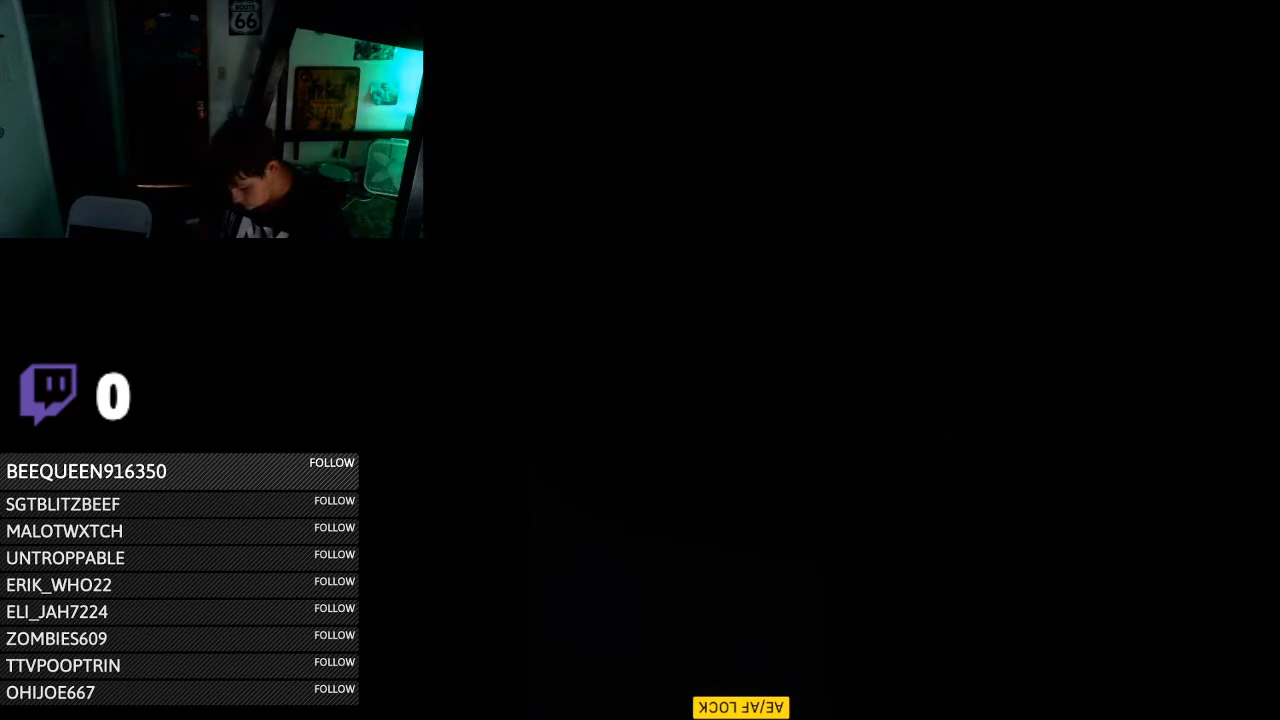 ROUTE
66
0
BEEQUEEN916350 FOLLOW
SGTBLITZBEEF FOLLOW
MALOTWXTCH FOLLOW
UNTROPPABLE FOLLOW
ERIK_WHO22 FOLLOW
ELI_JAH7224 FOLLOW
ZOMBIES609 FOLLOW
TTVPOOPTRIN FOLLOW
OHIJOE667 FOLLOW
AE/AF LOCK